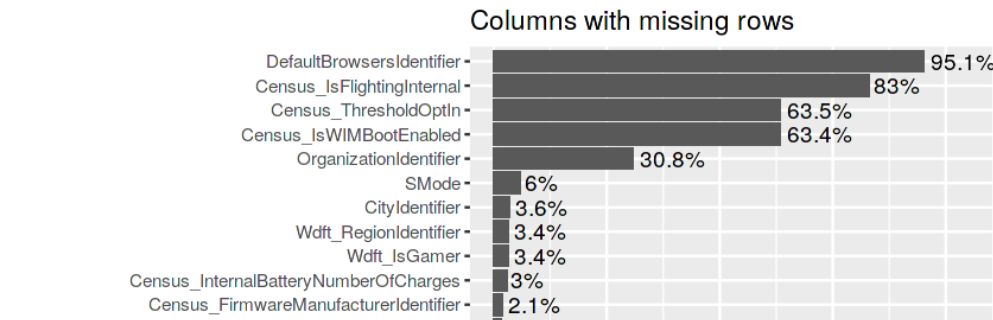 Columns with missing rows
DefaultBrowsersIdentifier 95.1%
Census_IsFlightingInternal 83%
Census_ThresholdOptIn 63.5%
Census_IsWIMBootEnabled 63.4%
OrganizationIdentifier 30.8%
SMode 6%
CityIdentifier 3.6%
Wdft_RegionIdentifier 3.4%
Wdft_IsGamer 3.4%
Census_InternalBatteryNumberOfCharges 3%
Census_FirmwareManufacturerIdentifier 2.1%